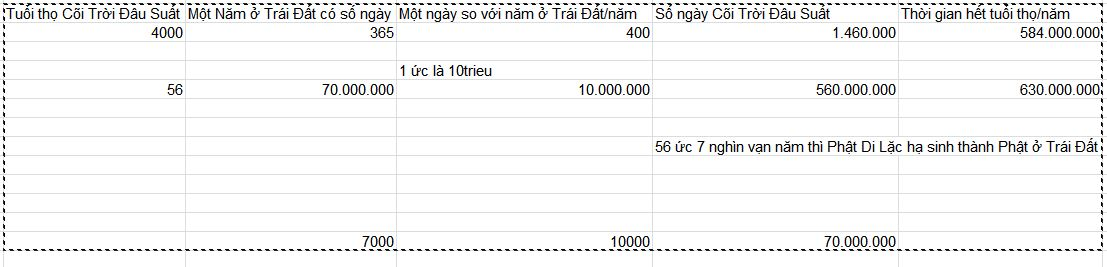 Tuổi thọ Cõi Trời Đâu Suất Một Năm ở Trái Đất có số ngày Một ngày so với năm ở Trái Đất/năm Số ngày Cõi Trời Đâu Suất Thời gian hết tuổi thọ/năm
4000 365 400 1.460.000 584.000.000
1 ức là 10trieu
56 70.000.000 10.000.000 560.000.000 630.000.000
56 ức 7 nghìn vạn năm thì Phật Di Lặc hạ sinh thành Phật ở Trái Đất
7000 10000 70.000.000